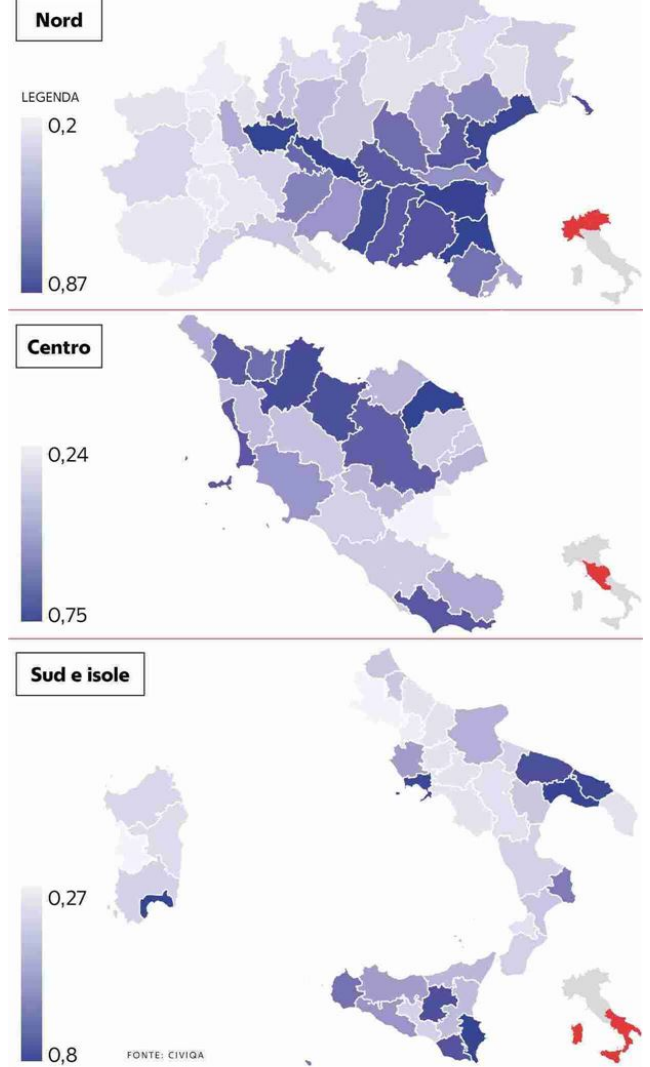 Nord
LEGENDA
0,2
0,87
Centro
0,24
0,75
Sud e isole
0,27
0,8
FONTE: CIVIQA